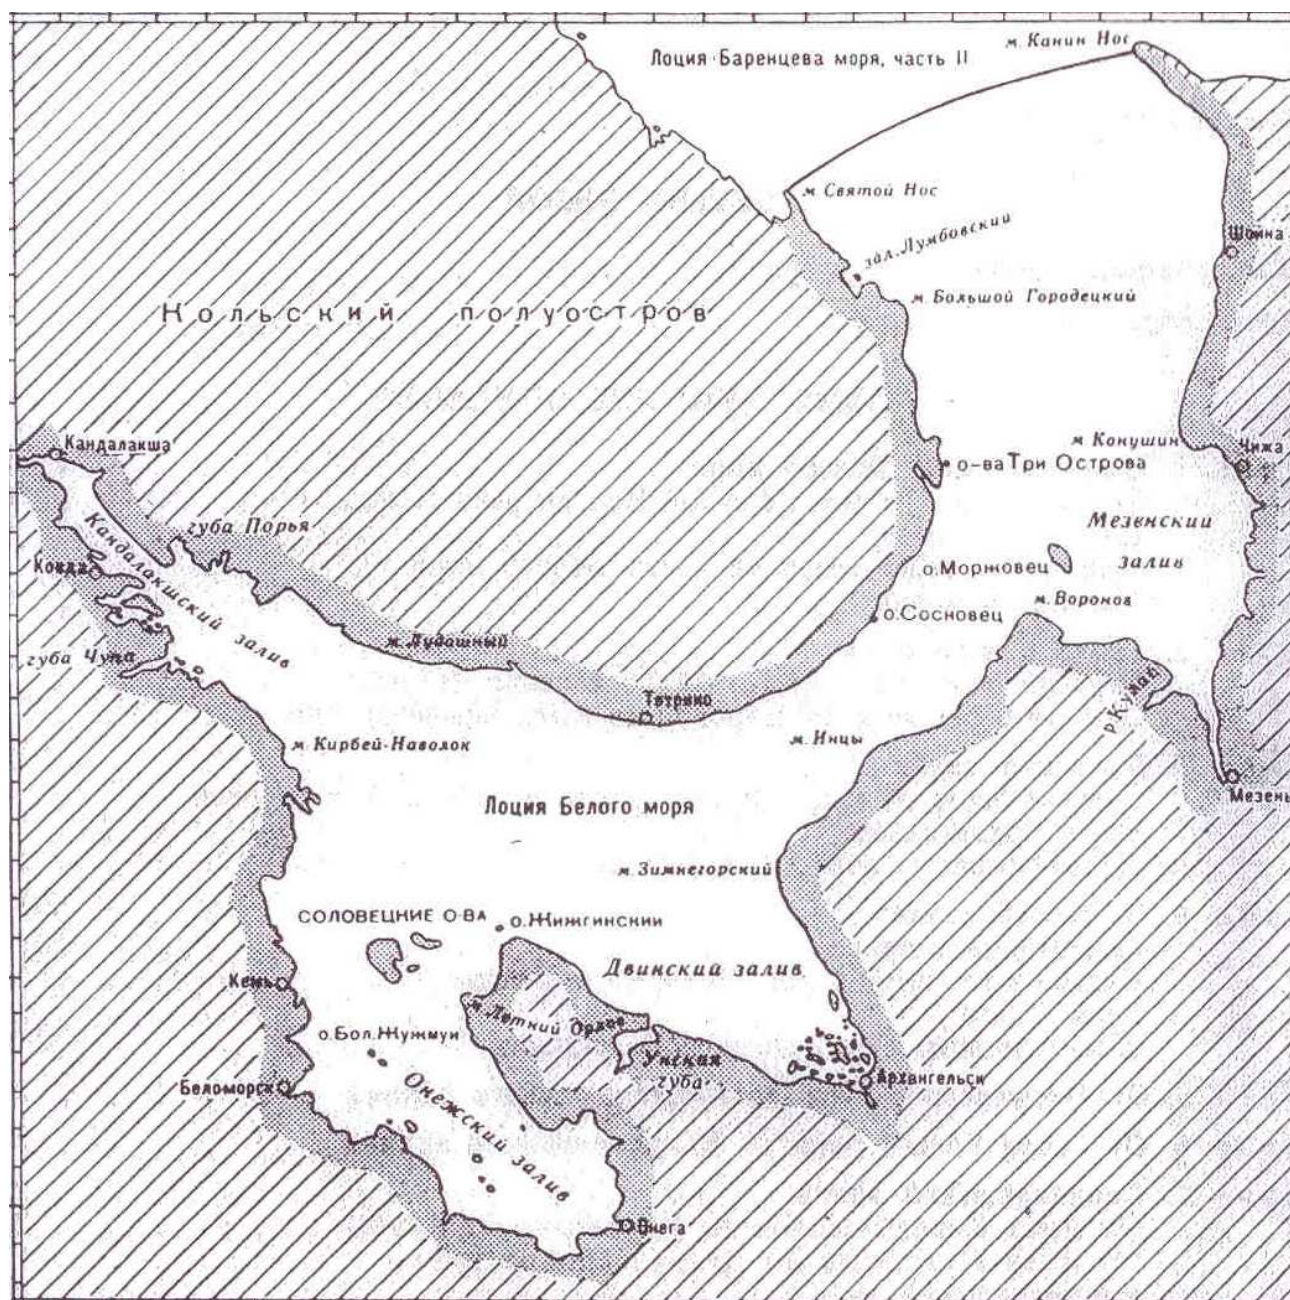 м. Канин Нос
Лоция Баренцева моря, часть II
м. Святой Нос
Шойна
зал. Лумбовский
м. Большой Городецкий
Кольский полуостров
Кандалакша
м. Конушин
Чижа
о-ва Три Острова
губа Порья
Кандалакшский залив
Мезенский
залив
Ковда
о. Моржовец
м. Воронов
о. Сосновец
м. Лудошный
губа Чупа
р. Кулой
Тетрино
м. Кирбей-Наволок
м. Инцы
Мезень
Лоция Белого моря
м. Зимнегорский
СОЛОВЕЦКИЕ О-ВА
о. Жижгинский
Двинский залив
Кемь
м. Летний Орлов
о. Бол. Жужмуй
Унская
губа
Архангельск
Беломорск
Онежский залив
Онега